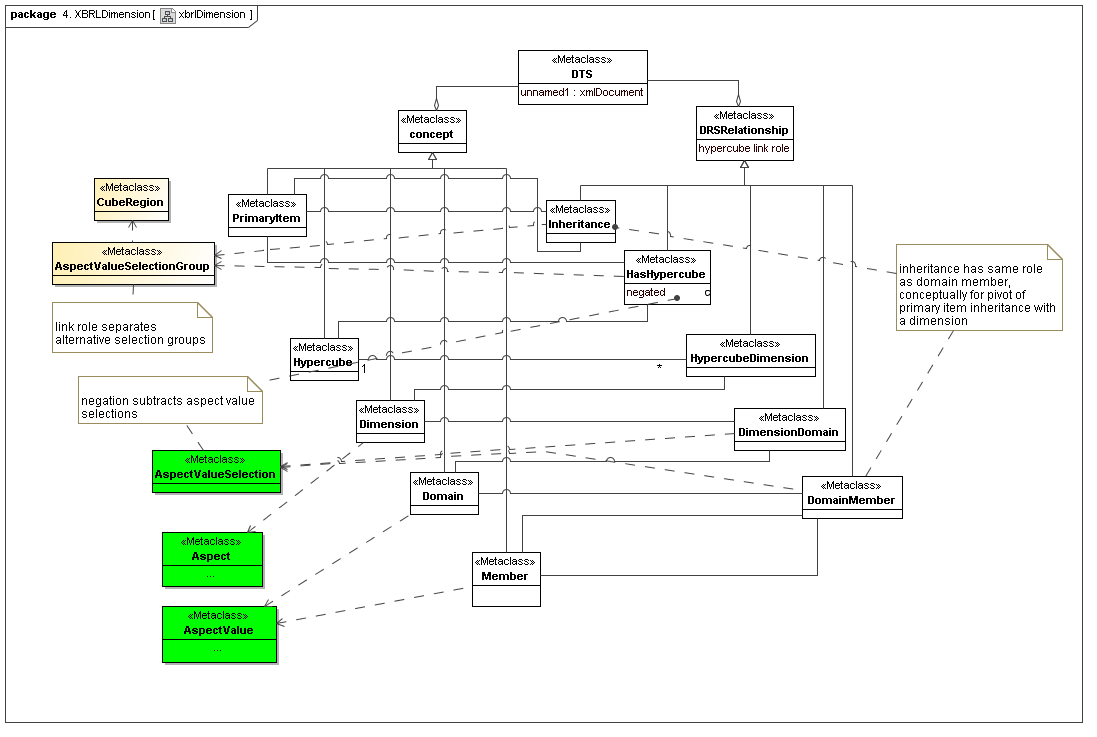 package 4. XBRLDimension[ xbrlDimension ]
«Metaclass»
DTS
unnamed1 : xmlDocument
«Metaclass»
concept
«Metaclass»
DRSRelationship
hypercube link role
«Metaclass»
CubeRegion
«Metaclass»
PrimaryItem
«Metaclass»
Inheritance
«Metaclass»
AspectValueSelectionGroup
«Metaclass»
HasHypercube
negated c
inheritance has same role
as domain member,
conceptually for pivot of
primary item inheritance with
a dimension
link role separates
alternative selection groups
«Metaclass»
Hypercube
1
*
«Metaclass»
HypercubeDimension
negation subtracts aspect value
selections
«Metaclass»
Dimension
«Metaclass»
DimensionDomain
«Metaclass»
AspectValueSelection
«Metaclass»
Domain
«Metaclass»
DomainMember
«Metaclass»
Aspect
...
«Metaclass»
Member
«Metaclass»
AspectValue
...